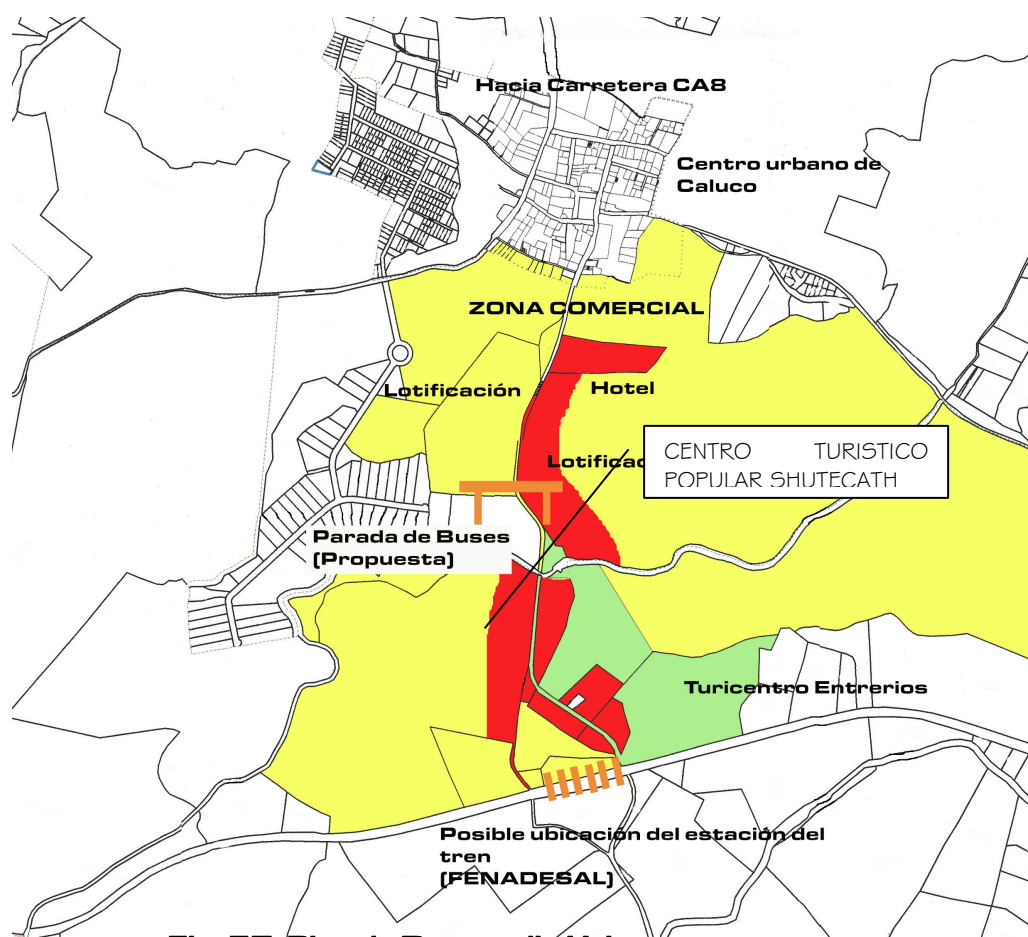 Hacia Carretera CA8
Centro urbano de
Caluco
ZONA COMERCIAL
Lotificación
Hotel
CENTRO TURISTICO
POPULAR SHUTECATH
Parada de Buses
(Propuesta)
Turicentro Entrerios
Posible ubicación del estación del
tren
(FENADESAL)